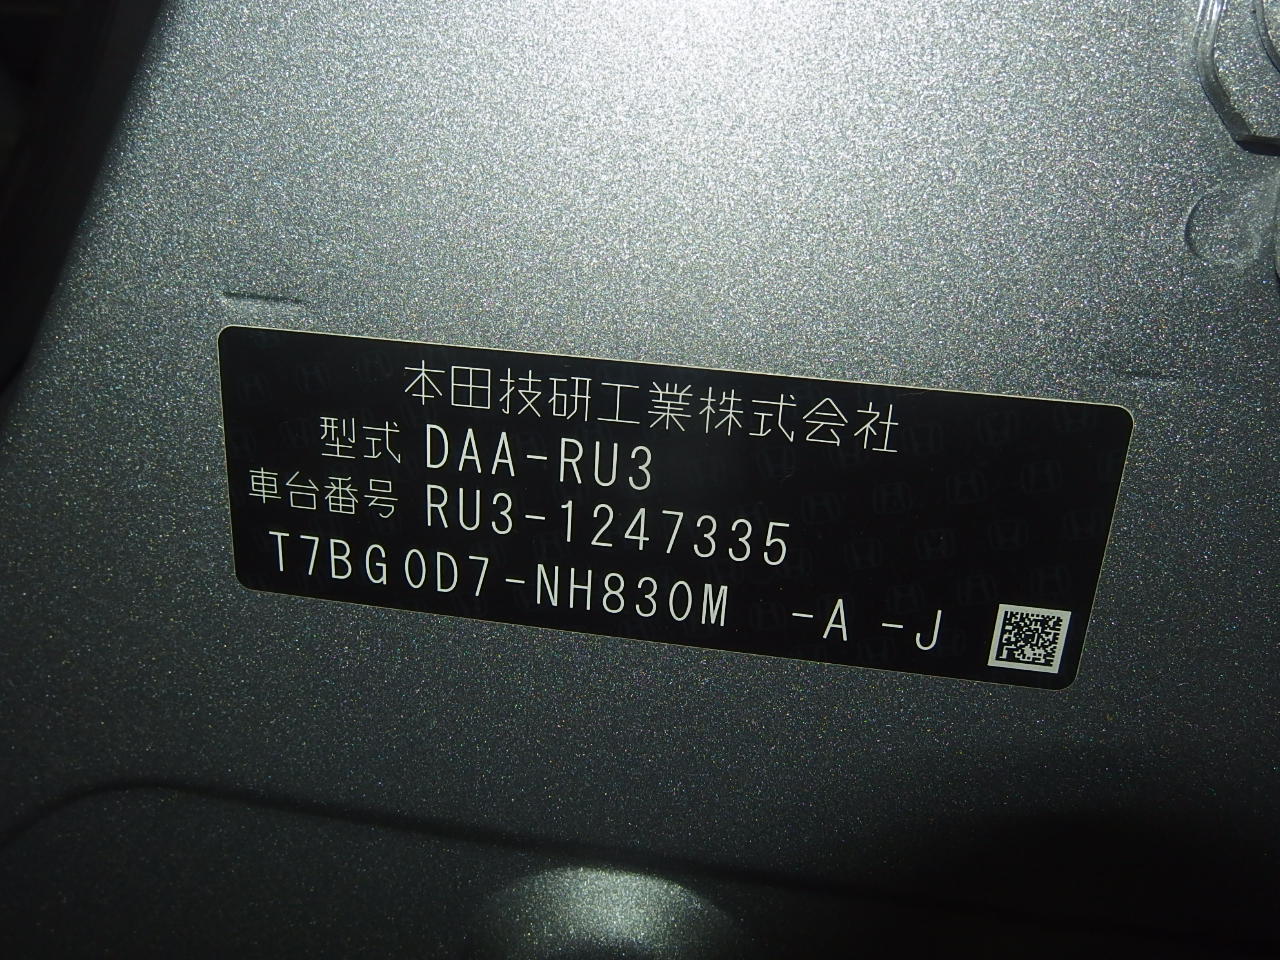 本田技研工業株式会社
型式 DAA-RU3
車台番号 RU3-1247335
T7BG0D7-NH830M -A -J